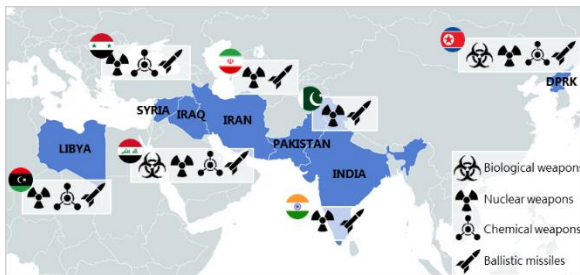 DPRK
SYRIA
IRAQ
IRAN
PAKISTAN
LIBYA
INDIA
Biological weapons
Nuclear weapons
Chemical weapons
Ballistic missiles